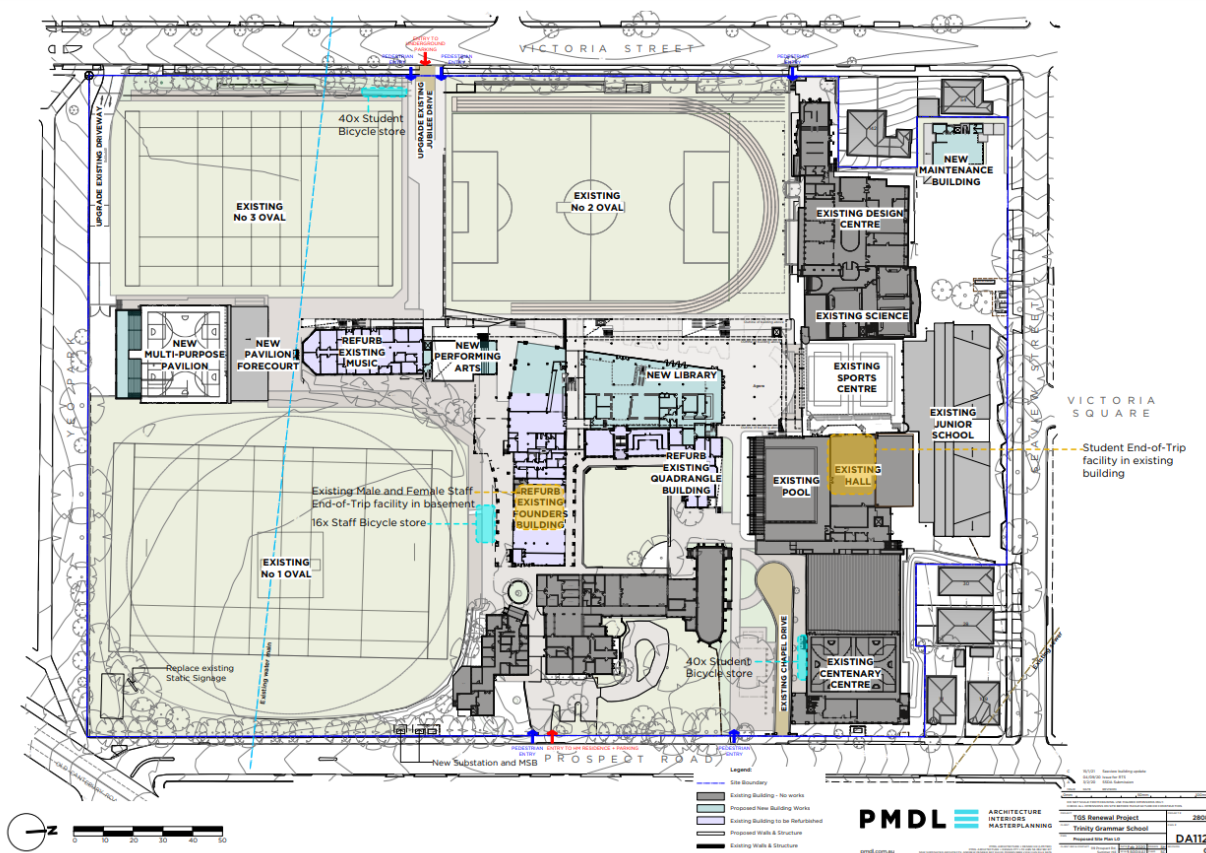 VICTORIA STREET
ENTRY TO
UNDERGROUND
PARKING
PEDESTRIAN
ENTRY
PEDESTRIAN
ENTRY
PEDESTRIAN
ENTRY
UPGRADE EXISTING DRIVEWAY
40x Student
Bicycle store
UPGRADE EXISTING
JUBILEE DRIVE
EXISTING
No 3 OVAL
EXISTING
No 2 OVAL
NEW
MAINTENANCE
BUILDING
EXISTING DESIGN
CENTRE
EXISTING SCIENCE
NEW
MULTI-PURPOSE
PAVILION
NEW
PAVILION
FORECOURT
REFURB
EXISTING
MUSIC
NEW
PERFORMING
ARTS
NEW LIBRARY
EXISTING
SPORTS
CENTRE
EXISTING
JUNIOR
SCHOOL
VICTORIA
SQUARE
Student End-of-Trip
facility in existing
building
REFURB
EXISTING
QUADRANGLE
BUILDING
EXISTING
POOL
EXISTING
HALL
Existing Male and Female Staff
End-of-Trip facility in basement
16x Staff Bicycle store
REFURB
EXISTING
FOUNDERS
BUILDING
EXISTING
No 1 OVAL
Replace existing
Static Signage
Existing water main
40x Student
Bicycle store
EXISTING CHAPEL DRIVE
EXISTING
CENTENARY
CENTRE
Existing sewer
PEDESTRIAN
ENTRY
ENTRY TO HM RESIDENCE + PARKING
PEDESTRIAN
ENTRY
PROSPECT ROAD
New Substation and MSB
N
0 10 20 30 40 50
Legend:
Site Boundary
Existing Building - No works
Proposed New Building Works
Existing Building to be Refurbished
Proposed Walls & Structure
Existing Walls & Structure
PMDL
ARCHITECTURE
INTERIORS
MASTERPLANNING
pmdl.com.au
TGS Renewal Project
Trinity Grammar School
Proposed Site Plan LG
DA112